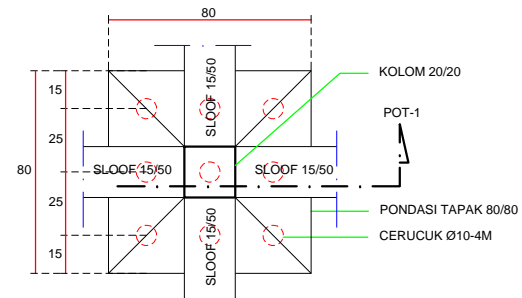 80
KOLOM 20/20
15
SLOOF 15/50
POT-1
25
80
SLOOF 15/50
SLOOF 15/50
25
PONDASI TAPAK 80/80
SLOOF 15/50
15
CERUCUK Ø10-4M